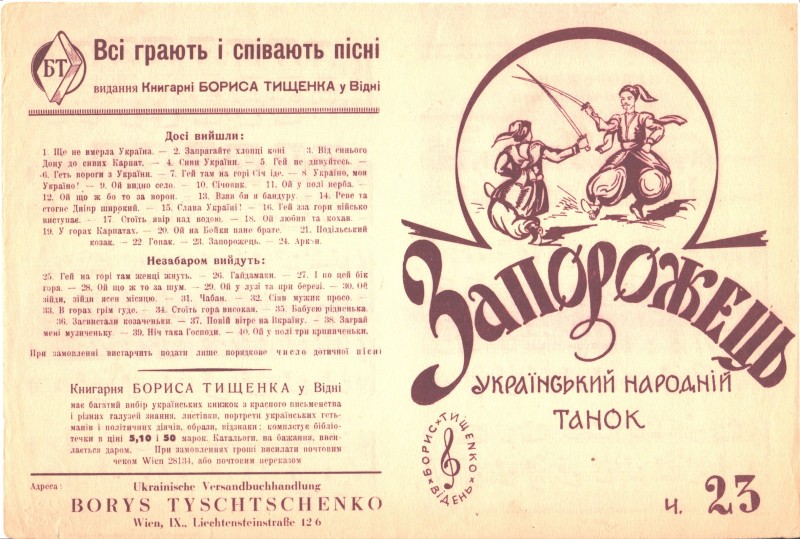 БТ
Всі грають і співають пісні
видання Книгарні БОРИСА ТИЩЕНКА у Відні
Досі вийшли:
1. Ще не вмерла Україна. — 2. Запрягайте хлопці коні — 3. Від синього
Дону до сивих Карпат. — 4. Сини України. — 5 Гей не дивуйтесь. —
6. Геть вороги з України. — 7. Гей там на горі Січ іде. — 8. Україно, моя
Україно! — 9. Ой видно село. — 10. Січовик. — 11. Ой у полі верба. —
12. Ой що ж бо то за ворон. — 13. Взяв би я бандуру. — 14. Реве та
стогне Дніпр широкий. — 15. Слава Україні! — 16. Гей зза гори військо
виступає. — 17. Стоїть явір над водою. — 18. Ой любив та кохав.
19. У горах Карпатах. — 20. Ой на Бойки пане брате. — 21. Подільський
козак. — 22 Гопак. — 23. Запорожець. — 24. Аркан.
Незабаром вийдуть:
25. Гей на горі там женці жнуть. — 26. Гайдамаки. — 27. І по цей бік
гора. — 28. Ой що ж то за шум. — 29. Ой у лузі та при березі. — 30. Ой
зійди, зійди ясен місяцю. — 31. Чабан. — 32. Сіяв мужик просо. —
33. В горах грім гуде. — 34. Стоїть гора високая. — 35. Бабусю рідненька.
36. Засвистали козаченьки. — 37. Повій вітре на Вкраїну. — 38. Заграй
мені музиченьку. — 39. Ніч така Господи. — 40. Ой у полі три криниченьки.
При замовленні вистарчить подати лише порядкове число дотичної пісні
Книгарня БОРИСА ТИЩЕНКА у Відні
має багатий вибір українських книжок з красного письменства
і різних галузей знання, листівки, портрети українських геть-
манів і політичних діячів, образи, відзнаки: комплєтує бібліо-
течки в ціні 5,10 і 50 марок. Катальоги, на бажання, виси-
лається даром. — При замовленнях гроші висилати почтовим
чеком Wien 28134, або почтовим переказом
Адреса: Ukrainische Versandbuchhandlung
BORYS TYSCHTSCHENKO
Wien, IX., Liechtensteinstraße 12 6
Запорожець
УКРАЇНСЬКИЙ НАРОДНІЙ
ТАНОК
БОРИС ТИЩЕНКО
ВІДЕНЬ
Ч. 23